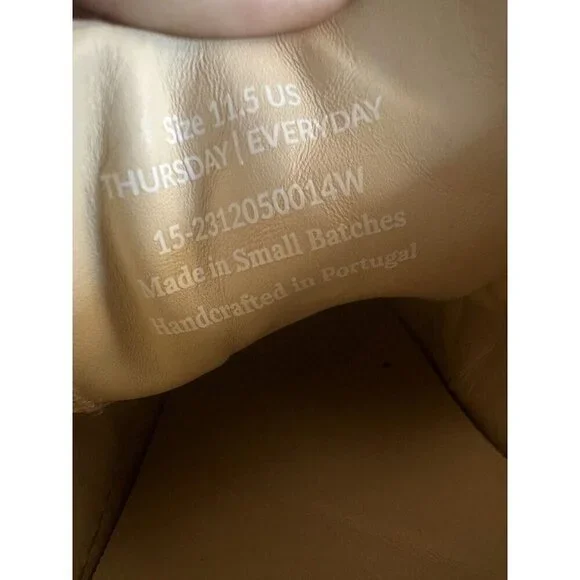 Size 11.5 US
THURSDAY | EVERYDAY
15-2312050014W
Made in Small Batches
Handcrafted in Portugal